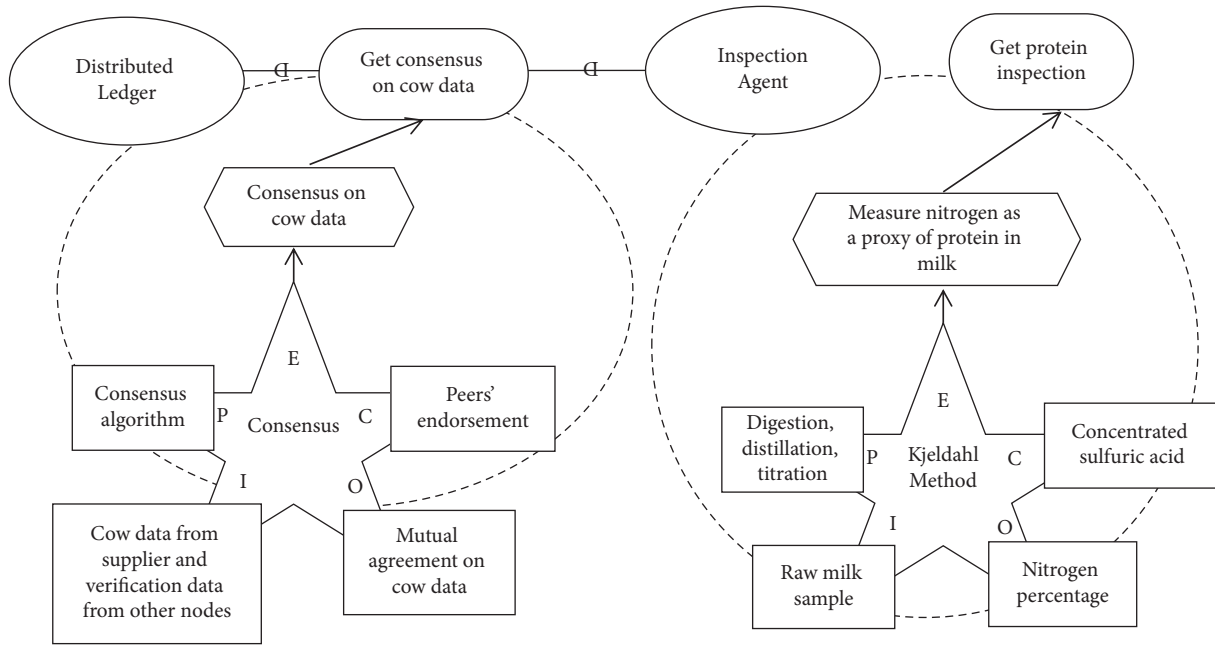 Distributed
Ledger
D
Get consensus
on cow data
D
Inspection
Agent
Get protein
inspection
Consensus on
cow data
Measure nitrogen as
a proxy of protein in
milk
E
Consensus
algorithm
P
Consensus
C
Peers’
endorsement
I
O
Cow data from
supplier and
verification data
from other nodes
Mutual
agreement on
cow data
E
Digestion,
distillation,
titration
P
Kjeldahl
Method
C
Concentrated
sulfuric acid
I
O
Raw milk
sample
Nitrogen
percentage